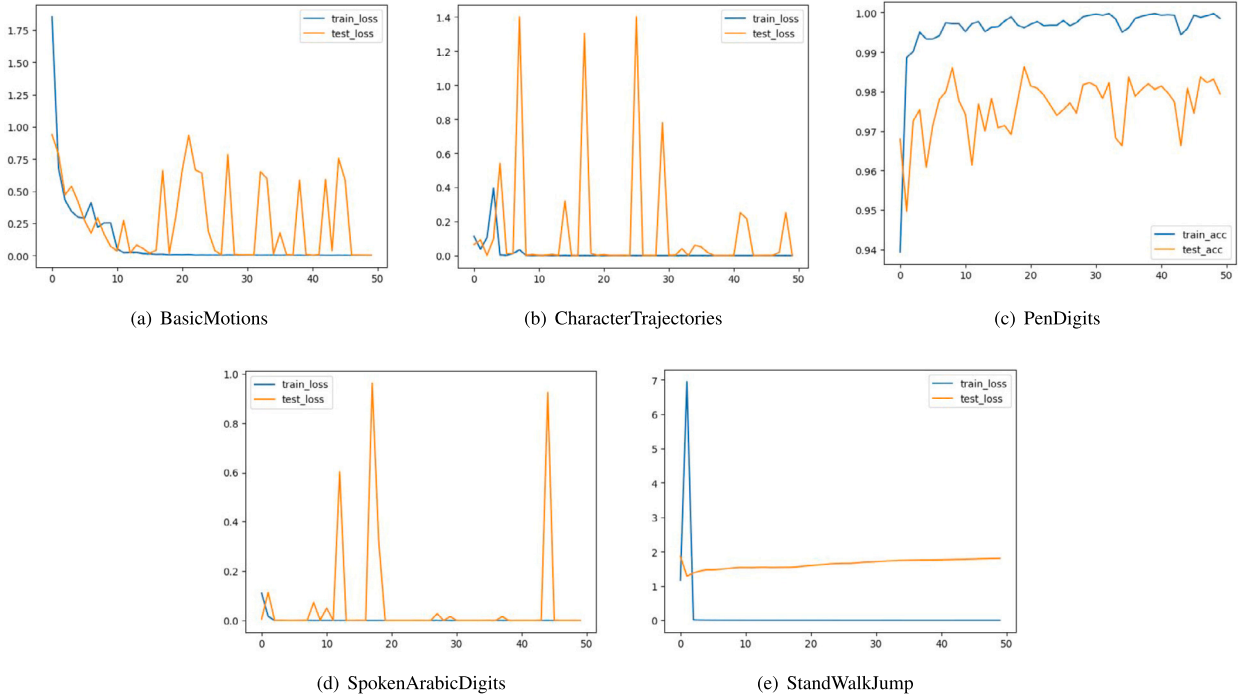 train_loss
test_loss
1.75
1.50
1.25
1.00
0.75
0.50
0.25
0.00
0 10 20 30 40 50
(a) BasicMotions
train_loss
test_loss
1.4
1.2
1.0
0.8
0.6
0.4
0.2
0.0
0 10 20 30 40 50
(b) CharacterTrajectories
1.00
0.99
0.98
0.97
0.96
0.95
0.94
train_acc
test_acc
0 10 20 30 40 50
(c) PenDigits
train_loss
test_loss
1.0
0.8
0.6
0.4
0.2
0.0
0 10 20 30 40 50
(d) SpokenArabicDigits
train_loss
test_loss
7
6
5
4
3
2
1
0
0 10 20 30 40 50
(e) StandWalkJump